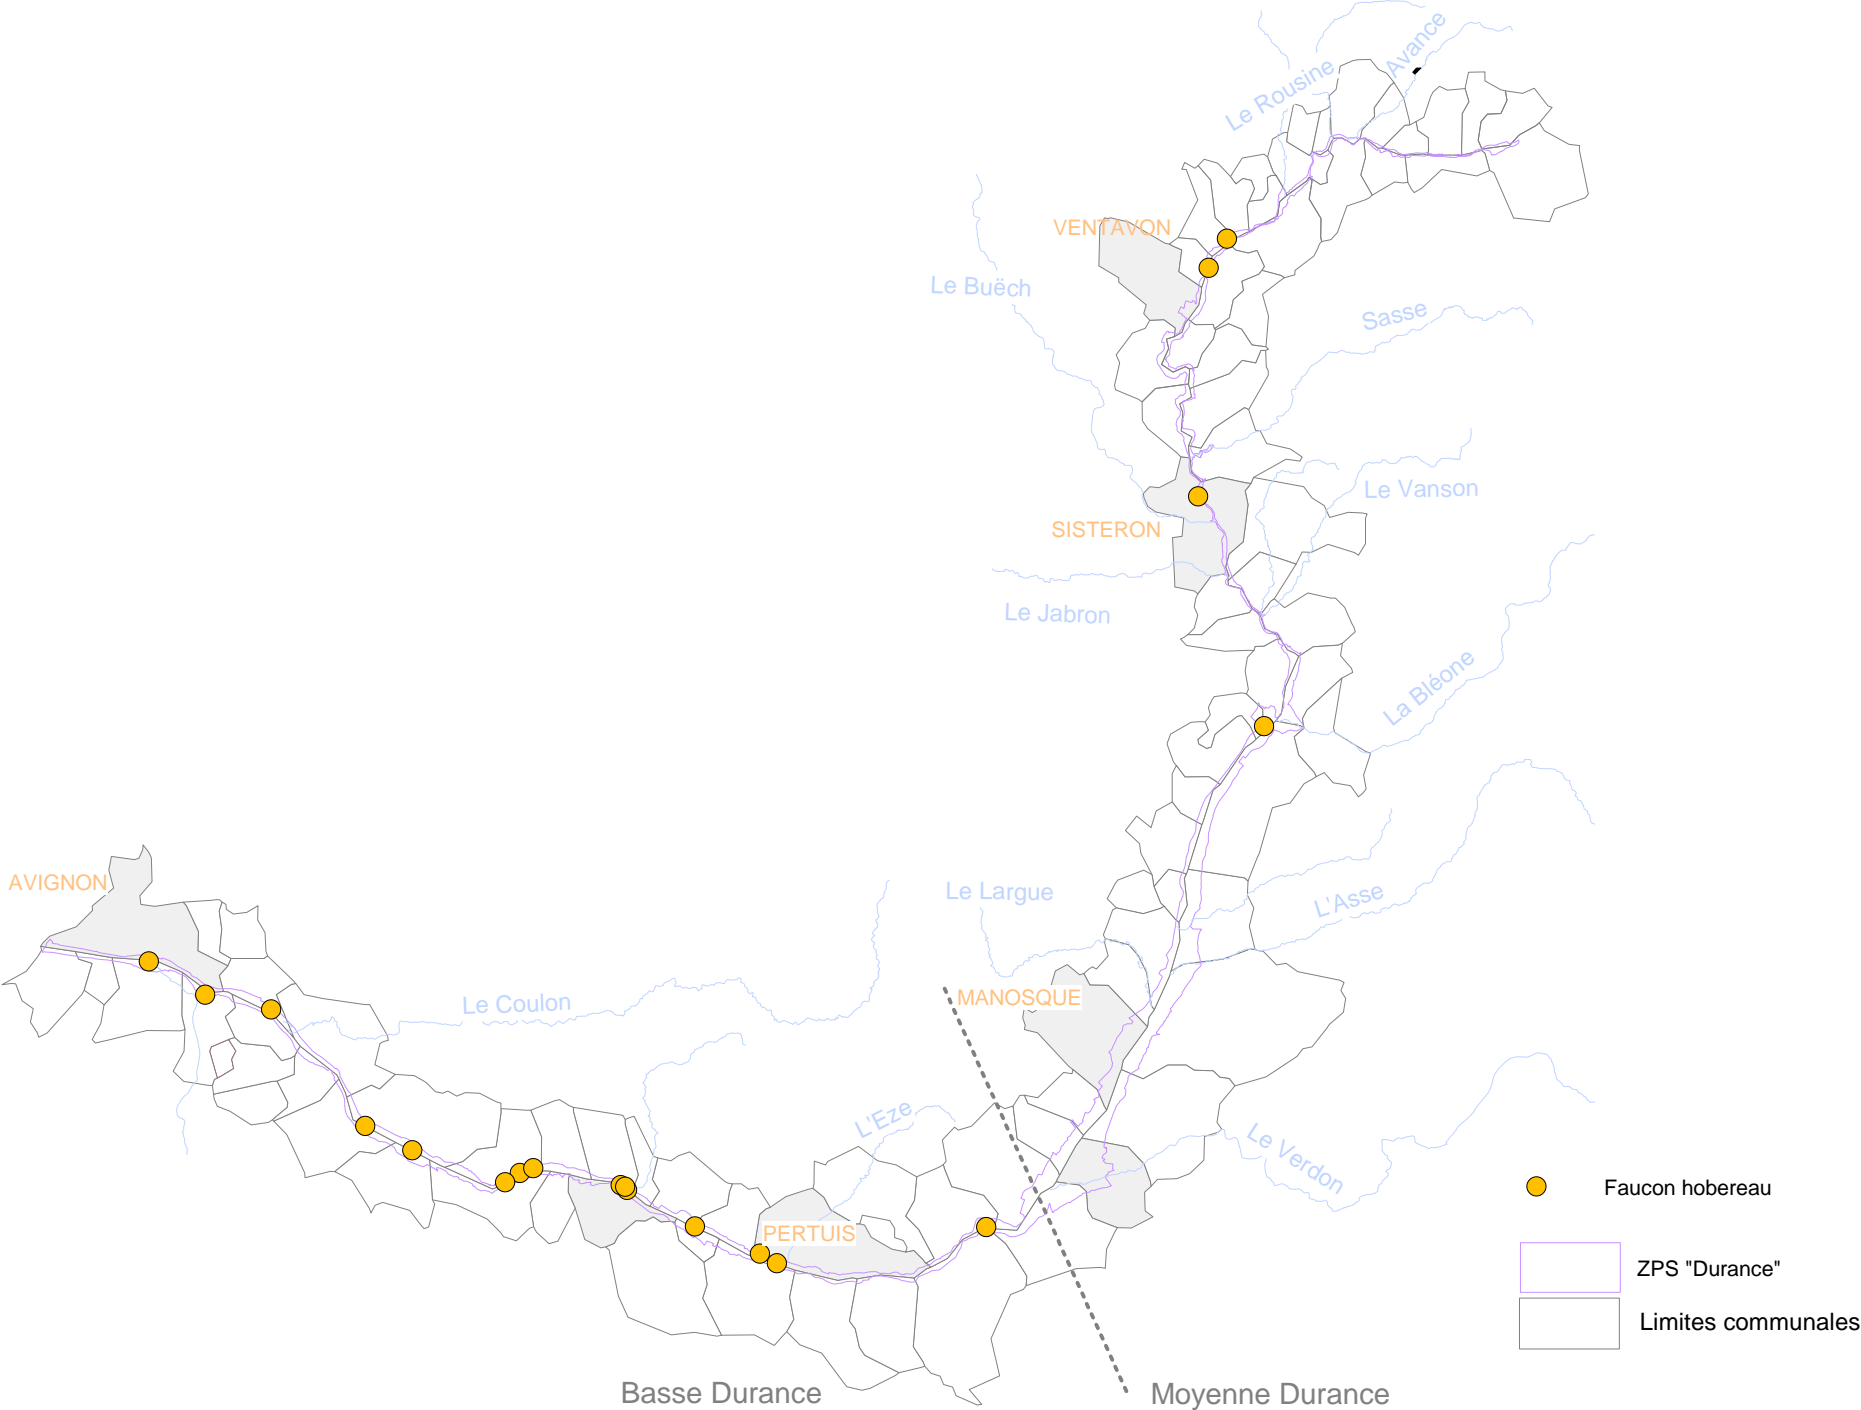 Avance
Le Rousine
VENTAVON
Le Buëch
Sasse
Le Vanson
SISTERON
Le Jabron
La Bléone
AVIGNON
Le Largue
L'Asse
MANOSQUE
Le Coulon
L'Eze
Le Verdon
Faucon hobereau
PERTUIS
ZPS "Durance"
Limites communales
Basse Durance
Moyenne Durance